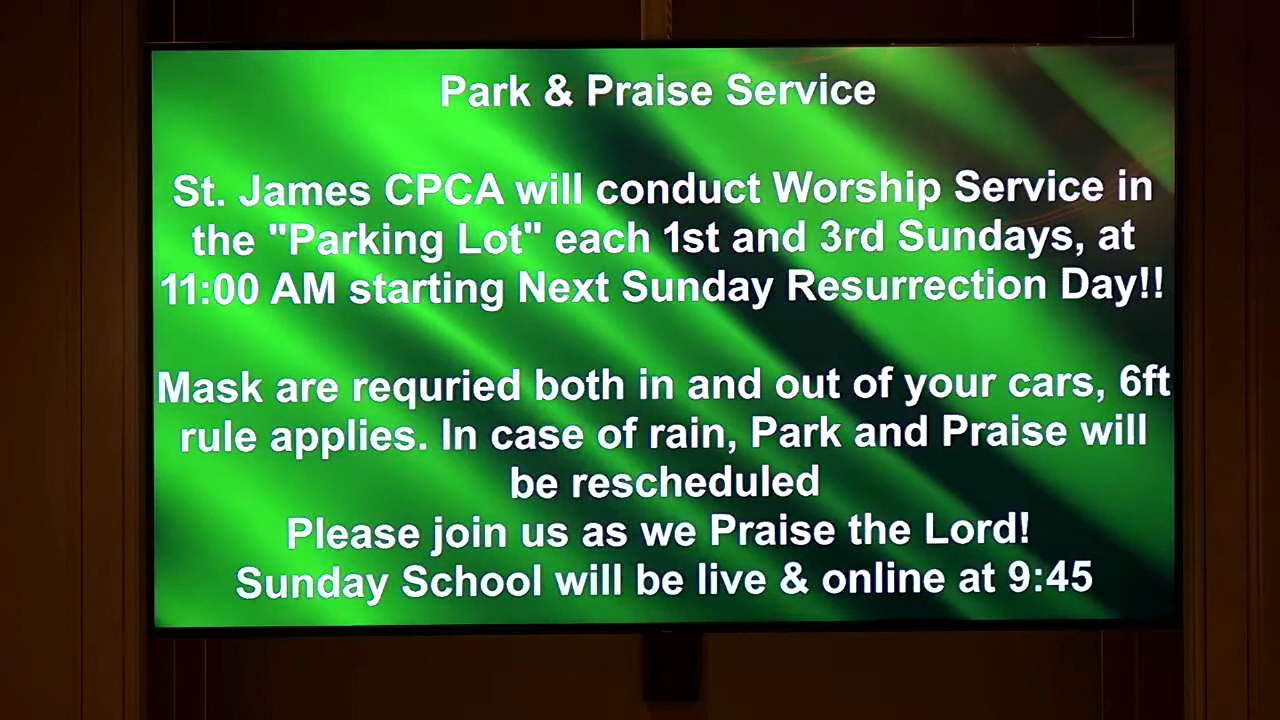 Park & Praise Service
St. James CPCA will conduct Worship Service in
the "Parking Lot" each 1st and 3rd Sundays, at
11:00 AM starting Next Sunday Resurrection Day!!
Mask are requried both in and out of your cars, 6ft
rule applies. In case of rain, Park and Praise will
be rescheduled
Please join us as we Praise the Lord!
Sunday School will be live & online at 9:45